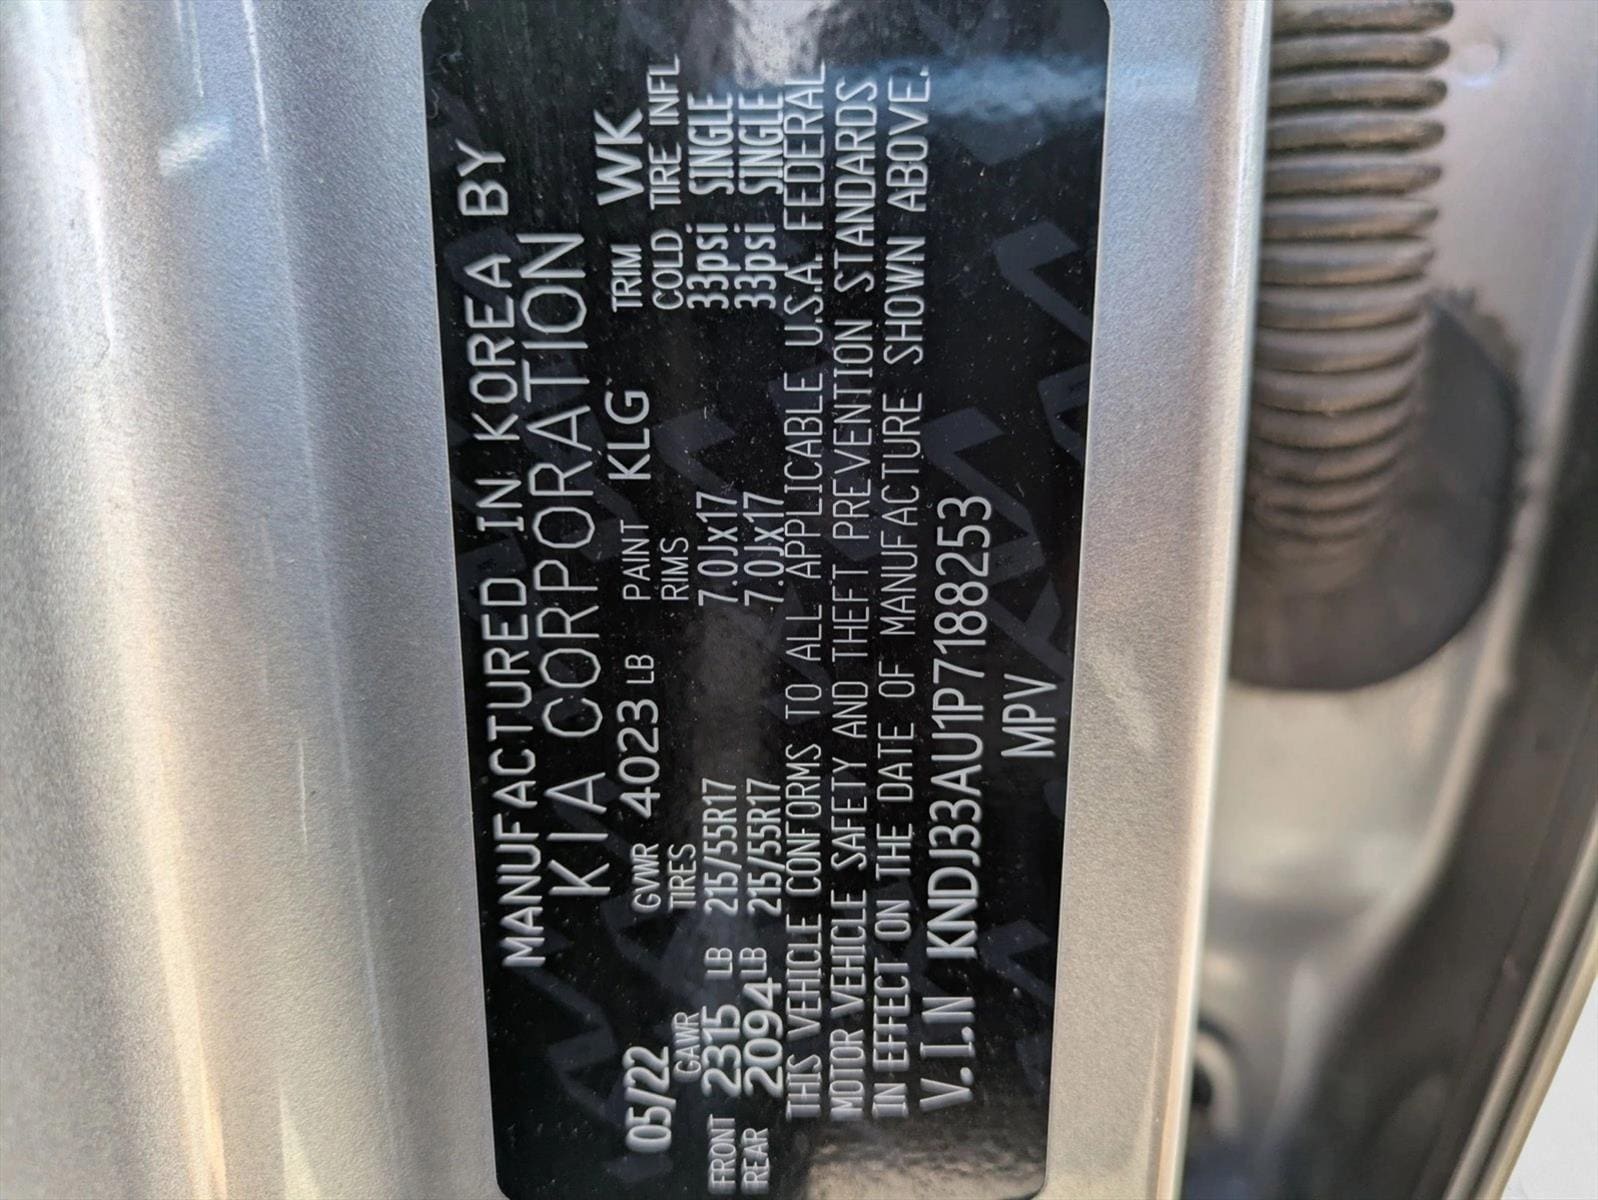 MANUFACTURED IN KOREA BY
KIA CORPORATION
05/22 GVWR 4023 LB PAINT KLG TRIM WK
GAWR TIRES RIMS COLD TIRE INFL
FRONT 2315 LB 215/55R17 7.0Jx17 33psi SINGLE
REAR 2094 LB 215/55R17 7.0Jx17 33psi SINGLE
THIS VEHICLE CONFORMS TO ALL APPLICABLE U.S.A. FEDERAL
MOTOR VEHICLE SAFETY AND THEFT PREVENTION STANDARDS
IN EFFECT ON THE DATE OF MANUFACTURE SHOWN ABOVE.
V.I.N KNDJ33AU1P7188253
MPV